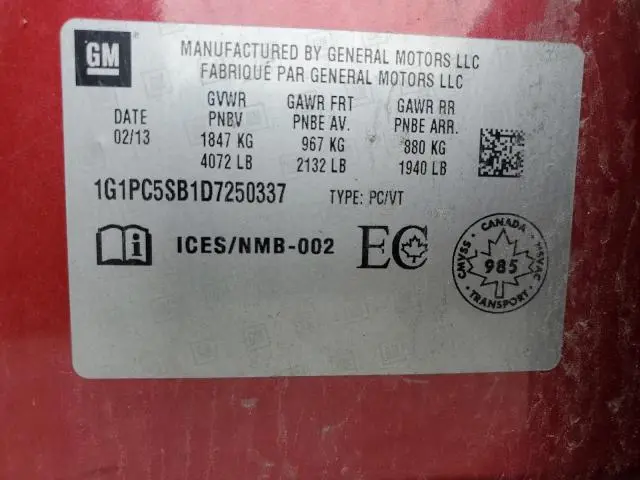 GM
MANUFACTURED BY GENERAL MOTORS LLC
FABRIQUÉ PAR GENERAL MOTORS LLC
DATE
02/13
GVWR
PNBV
1847 KG
4072 LB
GAWR FRT
PNBE AV.
967 KG
2132 LB
GAWR RR
PNBE ARR.
880 KG
1940 LB
1G1PC5SB1D7250337 TYPE: PC/VT
ICES/NMB-002 EC
CMVSS - CANADA - NSVAC
985
TRANSPORT